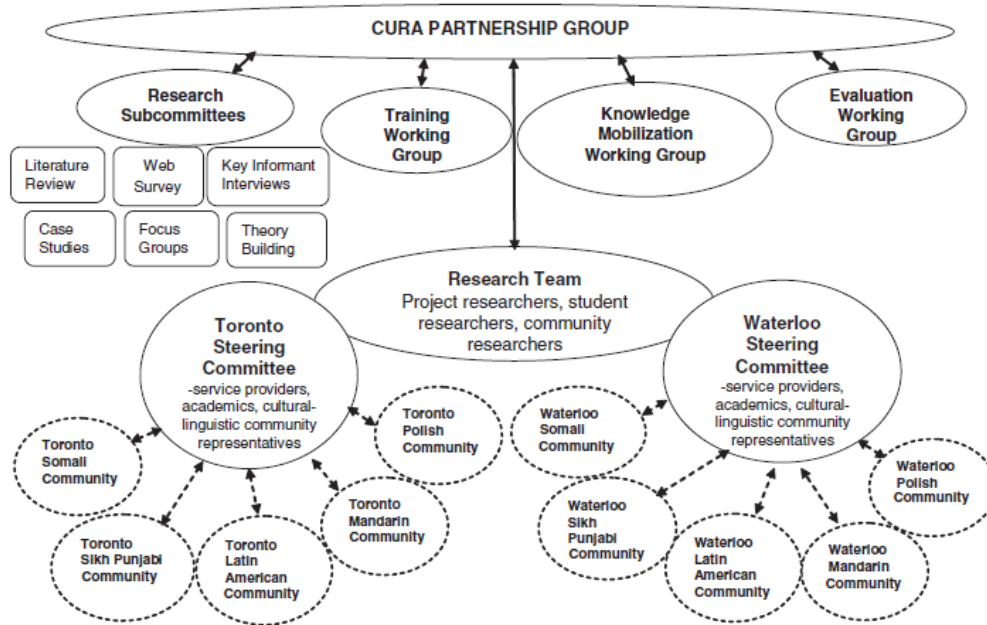 CURA PARTNERSHIP GROUP
Research
Subcommittees
Training
Working
Group
Knowledge
Mobilization
Working Group
Evaluation
Working
Group
Literature
Review
Web
Survey
Key Informant
Interviews
Case
Studies
Focus
Groups
Theory
Building
Research Team
Project researchers, student
researchers, community
researchers
Toronto
Steering
Committee
-service providers,
academics, cultural-
linguistic community
representatives
Waterloo
Steering
Committee
-service providers,
academics, cultural-
linguistic community
representatives
Toronto
Somali
Community
Toronto
Sikh Punjabi
Community
Toronto
Latin
American
Community
Toronto
Mandarin
Community
Toronto
Polish
Community
Waterloo
Somali
Community
Waterloo
Sikh
Punjabi
Community
Waterloo
Latin
American
Community
Waterloo
Mandarin
Community
Waterloo
Polish
Community